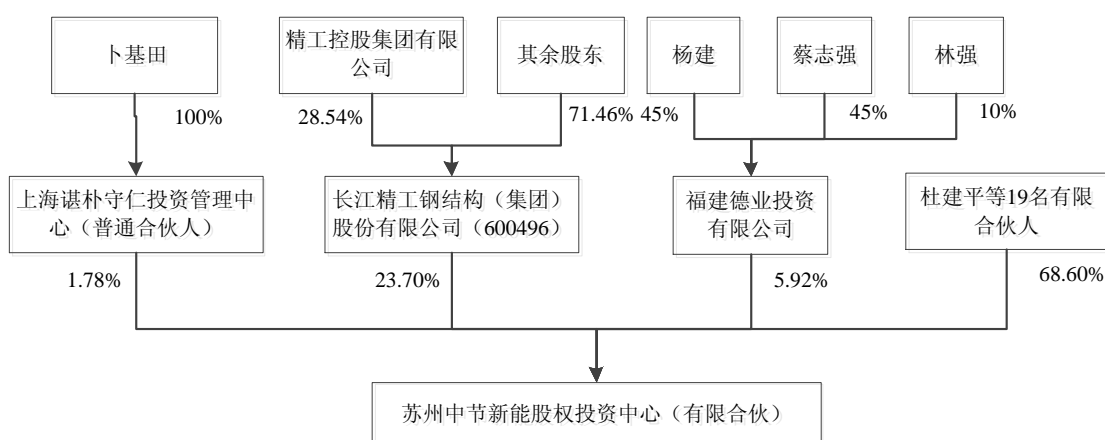 卜基田
精工控股集团有限
公司
其余股东
杨建
蔡志强
林强
100%
28.54%
71.46%
45%
45%
10%
上海谌朴守仁投资管理中
心（普通合伙人）
长江精工钢结构（集团）
股份有限公司（600496）
福建德业投资
有限公司
杜建平等19名有限
合伙人
1.78%
23.70%
5.92%
68.60%
苏州中节新能股权投资中心（有限合伙）